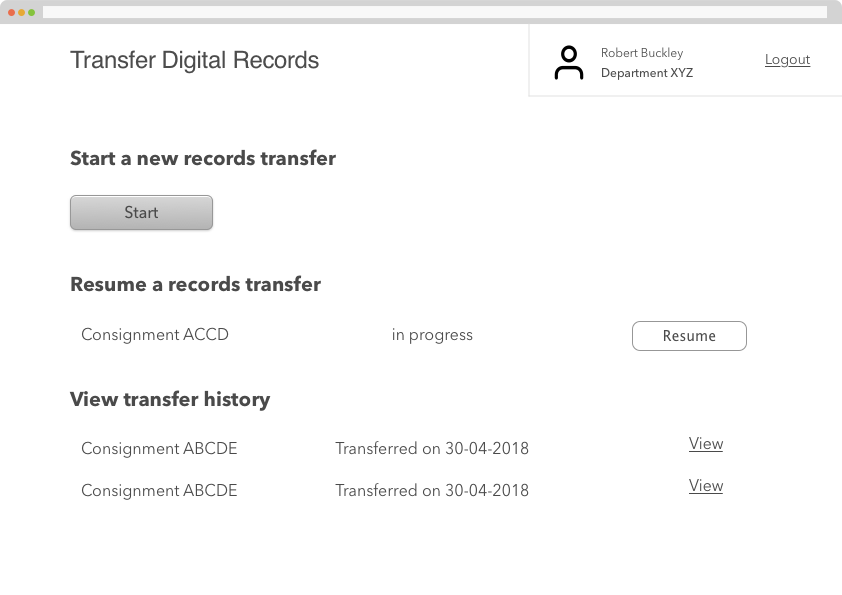 Transfer Digital Records
Robert Buckley
Department XYZ
Logout
Start a new records transfer
Start
Resume a records transfer
Consignment ACCD in progress Resume
View transfer history
Consignment ABCDE Transferred on 30-04-2018 View
Consignment ABCDE Transferred on 30-04-2018 View